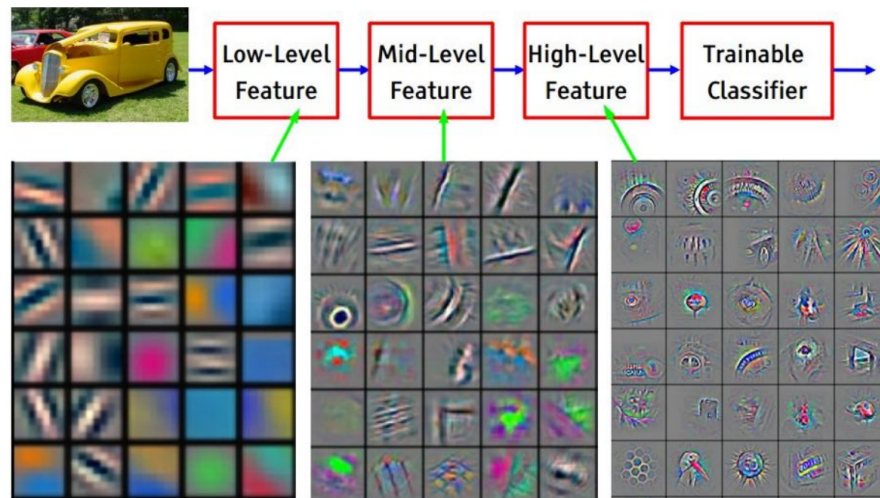 Low-Level
Feature
Mid-Level
Feature
High-Level
Feature
Trainable
Classifier